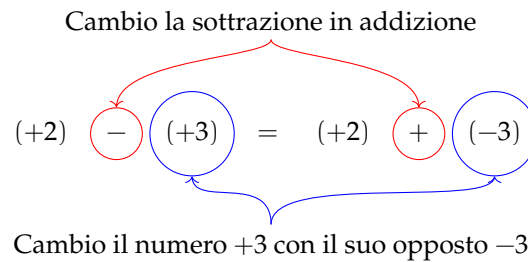 Cambio la sottrazione in addizione
(+2) − (+3) = (+2) + (−3)
Cambio il numero +3 con il suo opposto −3